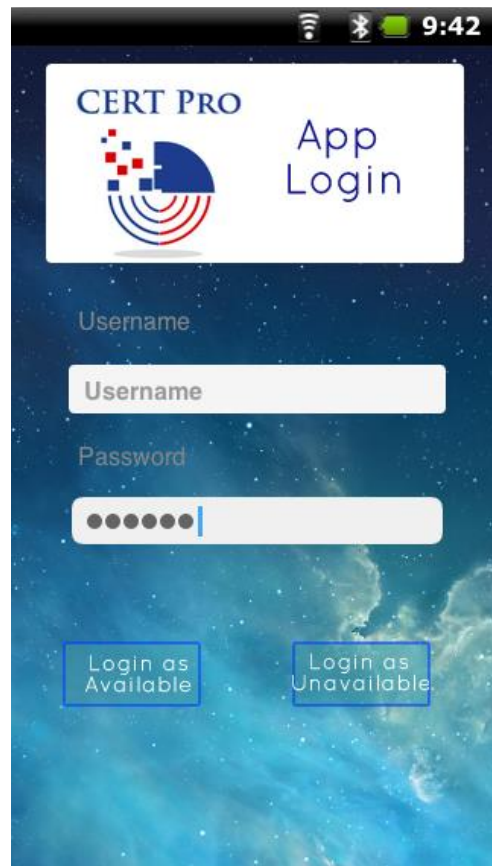 9:42
CERT PRO
App
Login
Username
Username
Password
●●●●●●
Login as
Available
Login as
Unavailable.